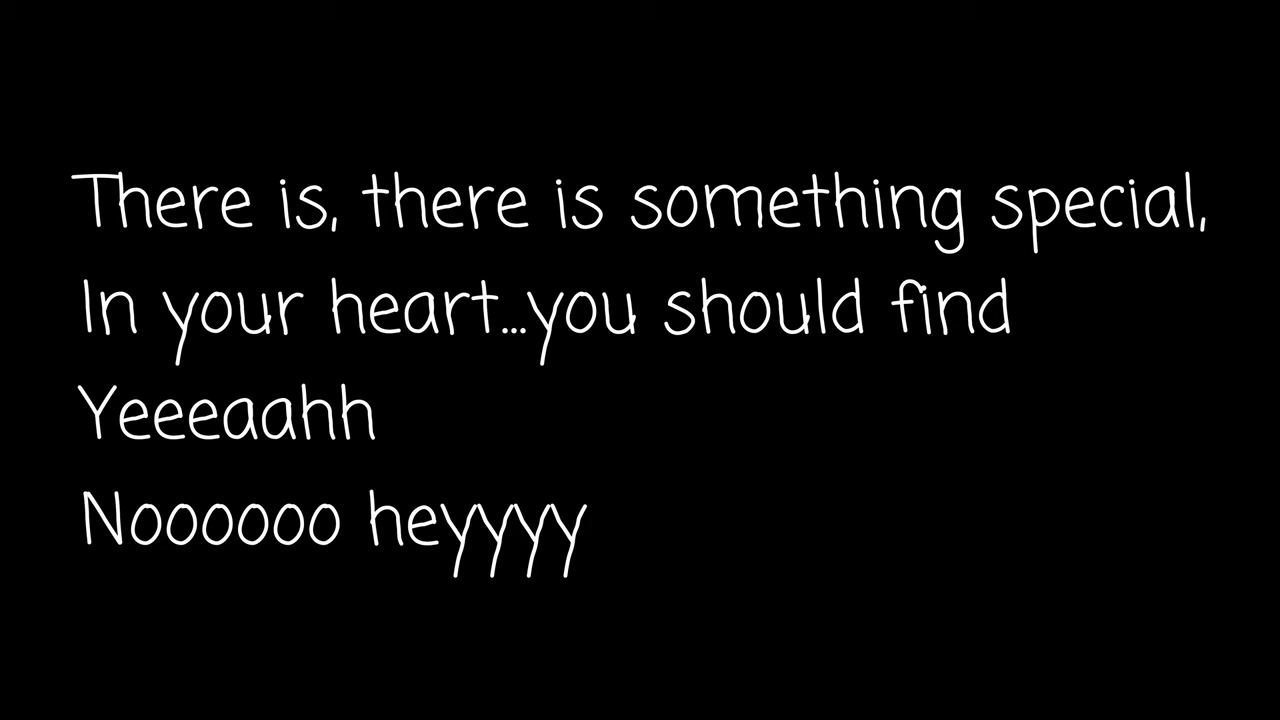 There is, there is something special,
In your heart...you should find
Yeeeaahh
Noooooo heyyyy